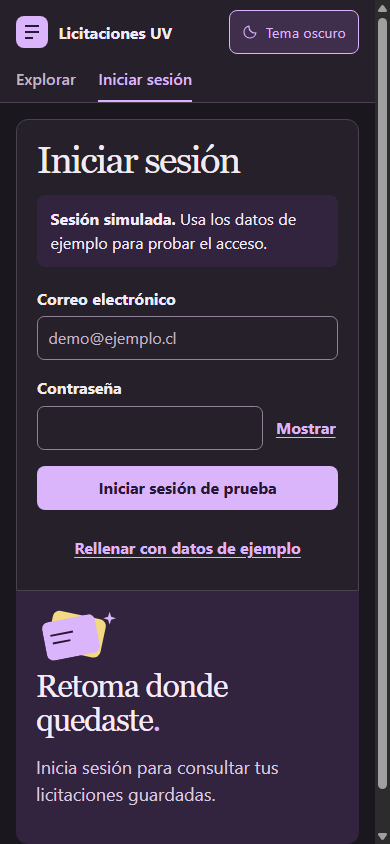 Licitaciones UV
Tema oscuro
Explorar
Iniciar sesión
Iniciar sesión
Sesión simulada. Usa los datos de
ejemplo para probar el acceso.
Correo electrónico
demo@ejemplo.cl
Contraseña
Mostrar
Iniciar sesión de prueba
Rellenar con datos de ejemplo
Retoma donde
quedaste.
Inicia sesión para consultar tus
licitaciones guardadas.